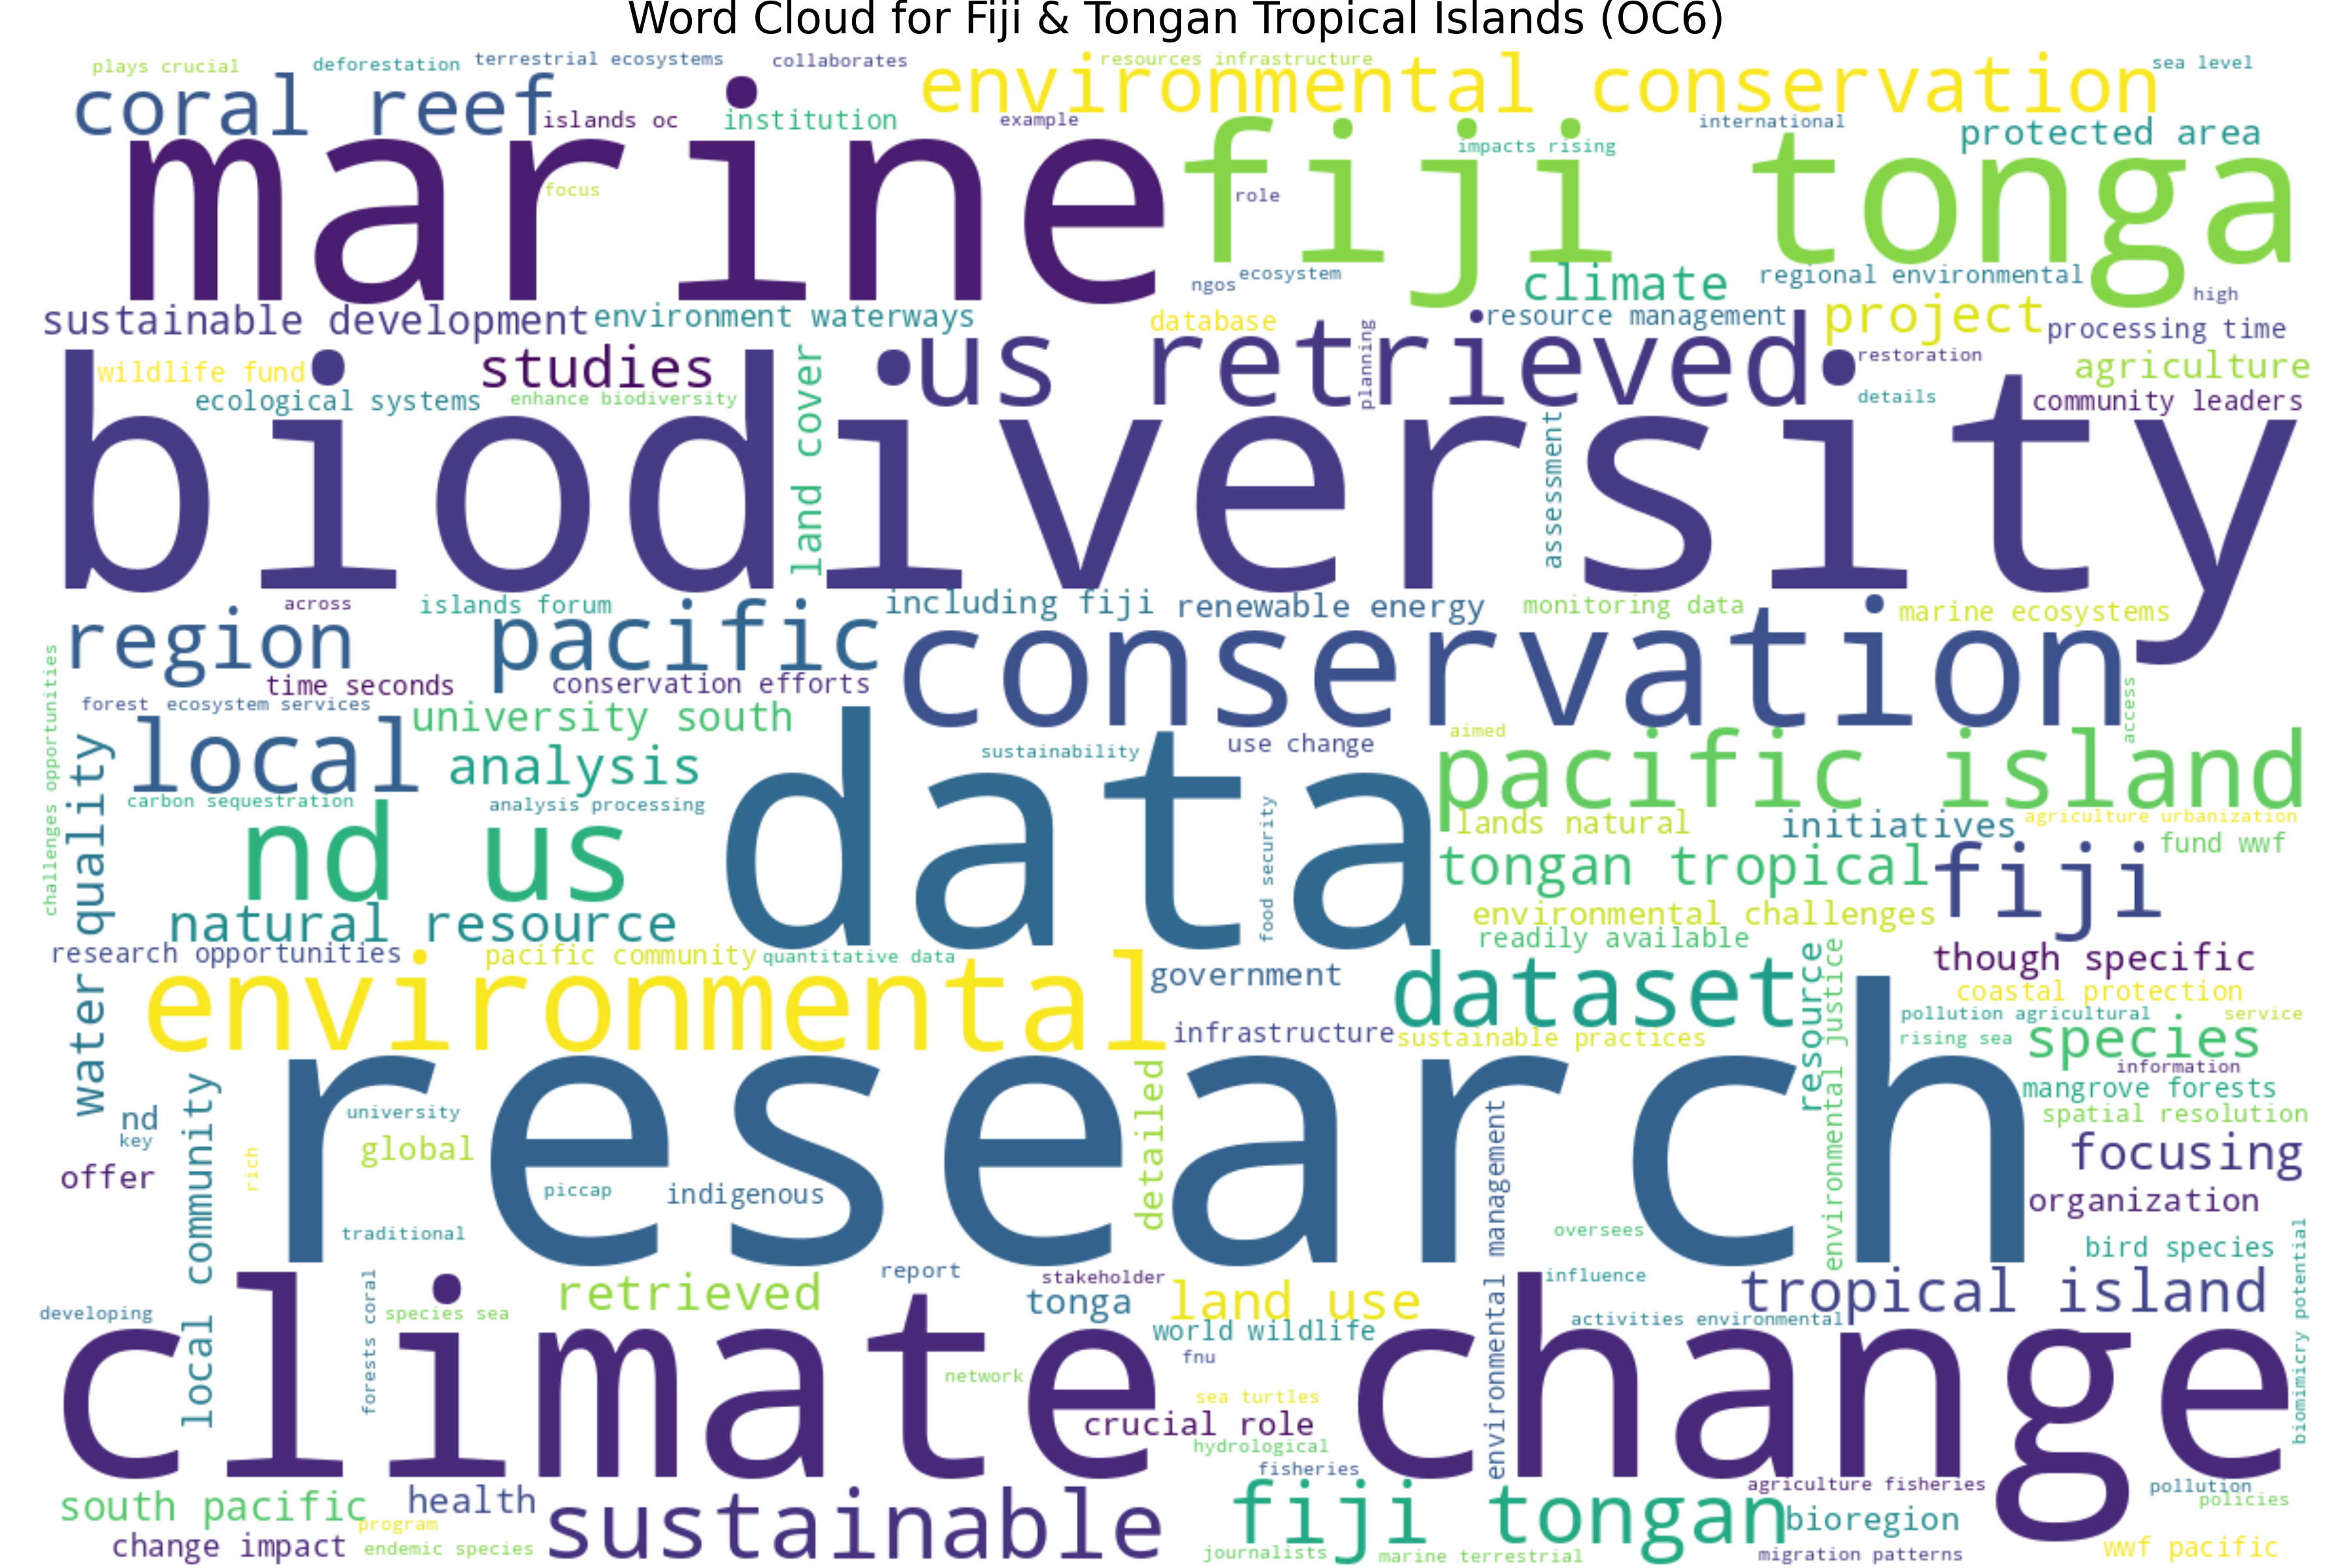 Word Cloud for Fiji & Tongan Tropical Islands (OC6)
plays crucial
deforestation
terrestrial ecosystems
collaborates
environmental conservation
resources infrastructure
sea level
coral reef
islands oc
institution
example
international
protected area
marine
fiji tonga
impacts rising
focus
role
ngos
ecosystem
climate
regional environmental
high
sustainable development
environment waterways
database
us retrieved
planning
resource management
project
processing time
wildlife fund
studies
land cover
restoration
agriculture
ecological systems
enhance biodiversity
details
community leaders
biodiversity
assessment
across
islands forum
including fiji
renewable energy
monitoring data
marine ecosystems
region
pacific
conservation
time seconds
conservation efforts
challenges opportunities
forest
ecosystem services
access
local
university south
sustainability
use change
aimed
pacific island
water quality
analysis
data
carbon sequestration
analysis processing
food security
nd us
lands natural
initiatives
agriculture urbanization
tongan tropical
fiji
fund wwf
natural resource
environmental challenges
readily available
research opportunities
pacific community
quantitative data
government
dataset
resource
environmental justice
though specific
coastal protection
environmental
infrastructure
sustainable practices
pollution agricultural
service
rising sea
species
information
research
detailed
mangrove forests
spatial resolution
nd
key
university
local community
global
rich
offer
piccap
indigenous
environmental management
focusing
organization
traditional
oversees
bird species
biomimicry potential
retrieved
report
stakeholder
influence
tropical island
developing
forests coral
species sea
tonga
land use
activities environmental
world wildlife
fnu
climate change
network
sea turtles
crucial role
hydrological
fisheries
agriculture fisheries
pollution
policies
south pacific
health
sustainable
fiji tongan
bioregion
program
change impact
endemic species
journalists
marine terrestrial
migration patterns
wwf pacific